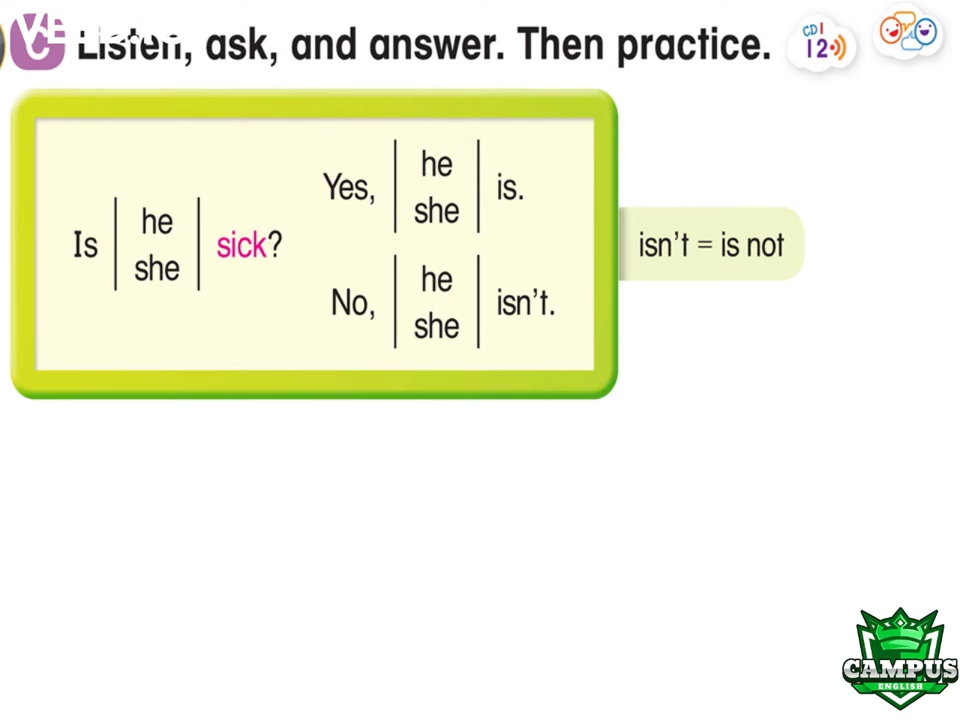 C Listen, ask, and answer. Then practice.
CD1
12
Is he she sick?
Yes, he she is.
No, he she isn't.
isn't = is not
CAMPUS
ENGLISH